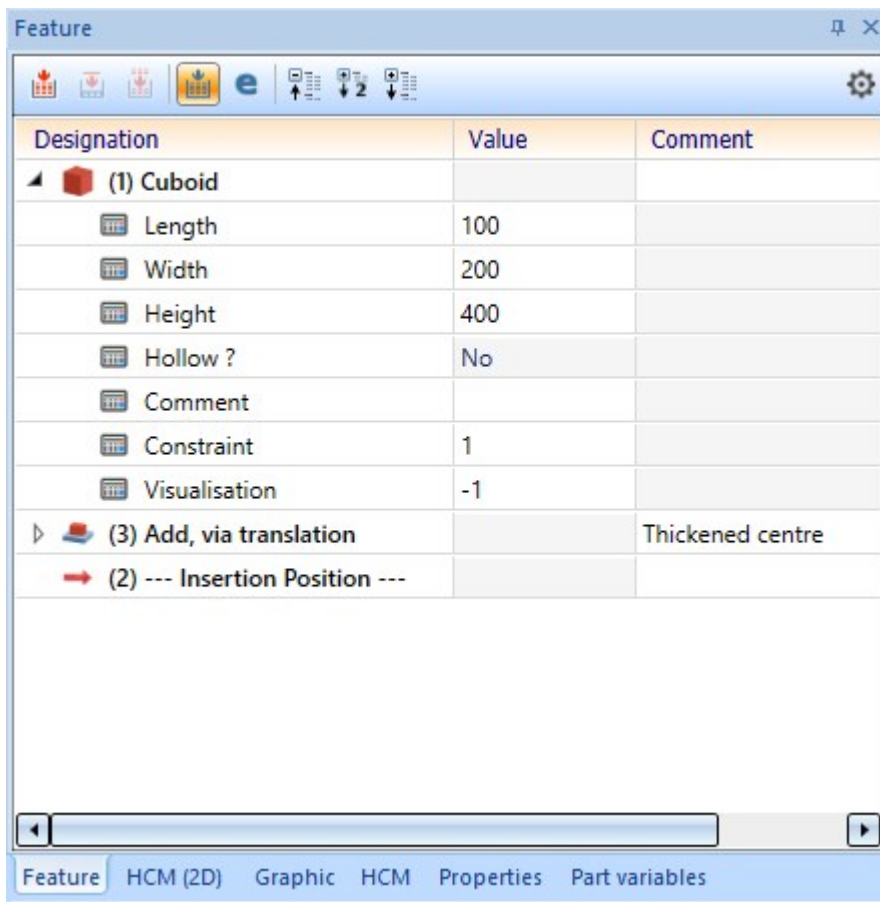 Feature
e 2
Designation Value Comment
(1) Cuboid
Length 100
Width 200
Height 400
Hollow ? No
Comment
Constraint 1
Visualisation -1
(3) Add, via translation Thickened centre
(2) --- Insertion Position ---
Feature HCM (2D) Graphic HCM Properties Part variables